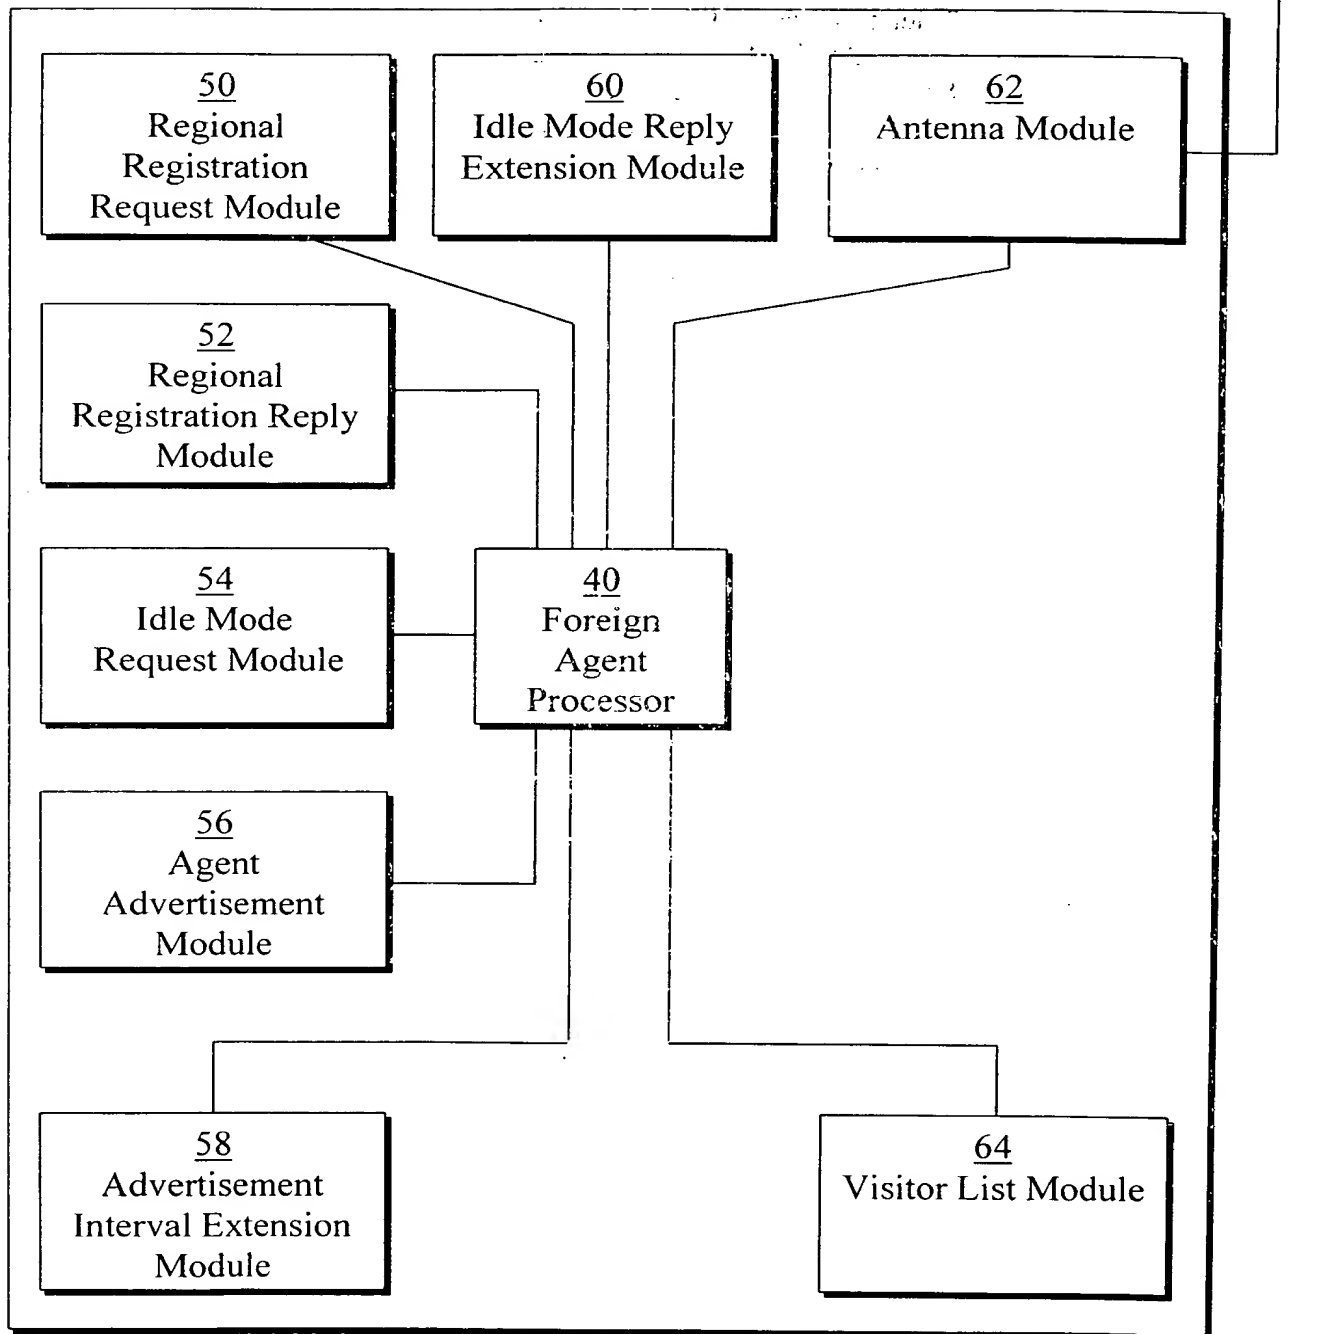 50
Regional
Registration
Request Module
60
Idle Mode Reply
Extension Module
62
Antenna Module
52
Regional
Registration Reply
Module
54
Idle Mode
Request Module
40
Foreign
Agent
Processor
56
Agent
Advertisement
Module
58
Advertisement
Interval Extension
Module
64
Visitor List Module